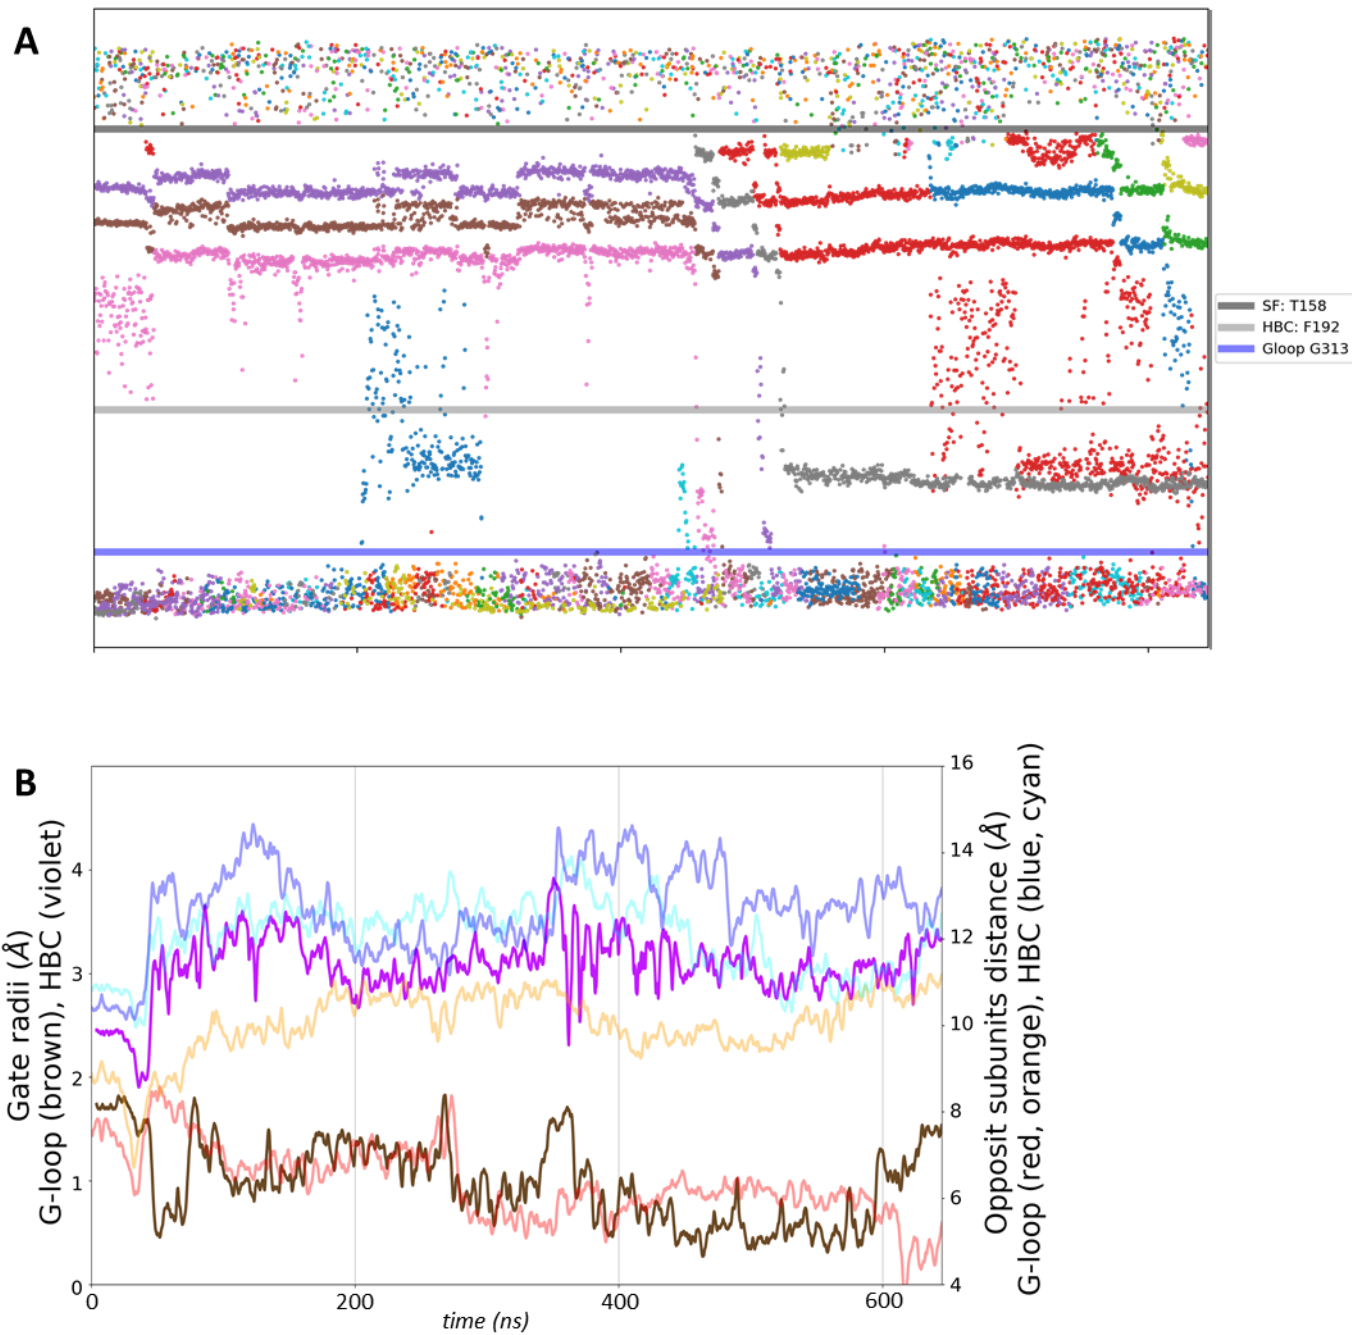 A
SF: T158
HBC: F192
Gloop G313
B
Gate radii (Å)
G-loop (brown), HBC (violet)
4
3
2
1
0
16
14
12
10
8
6
4
Opposit subunits distance (Å)
G-loop (red, orange), HBC (blue, cyan)
0
200
400
600
time (ns)